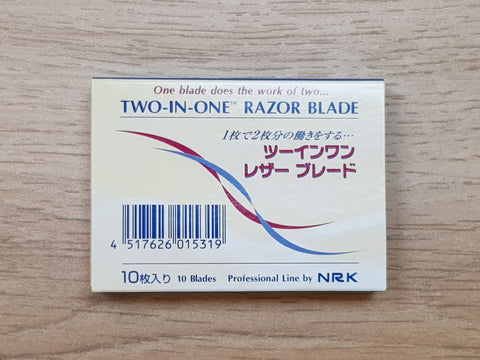 One blade does the work of two...
TWO-IN-ONE™ RAZOR BLADE
1枚で2枚分の働きをする…
ツーインワン
レザー ブレード
4 517626 015319
10枚入り 10 Blades Professional Line by NRK